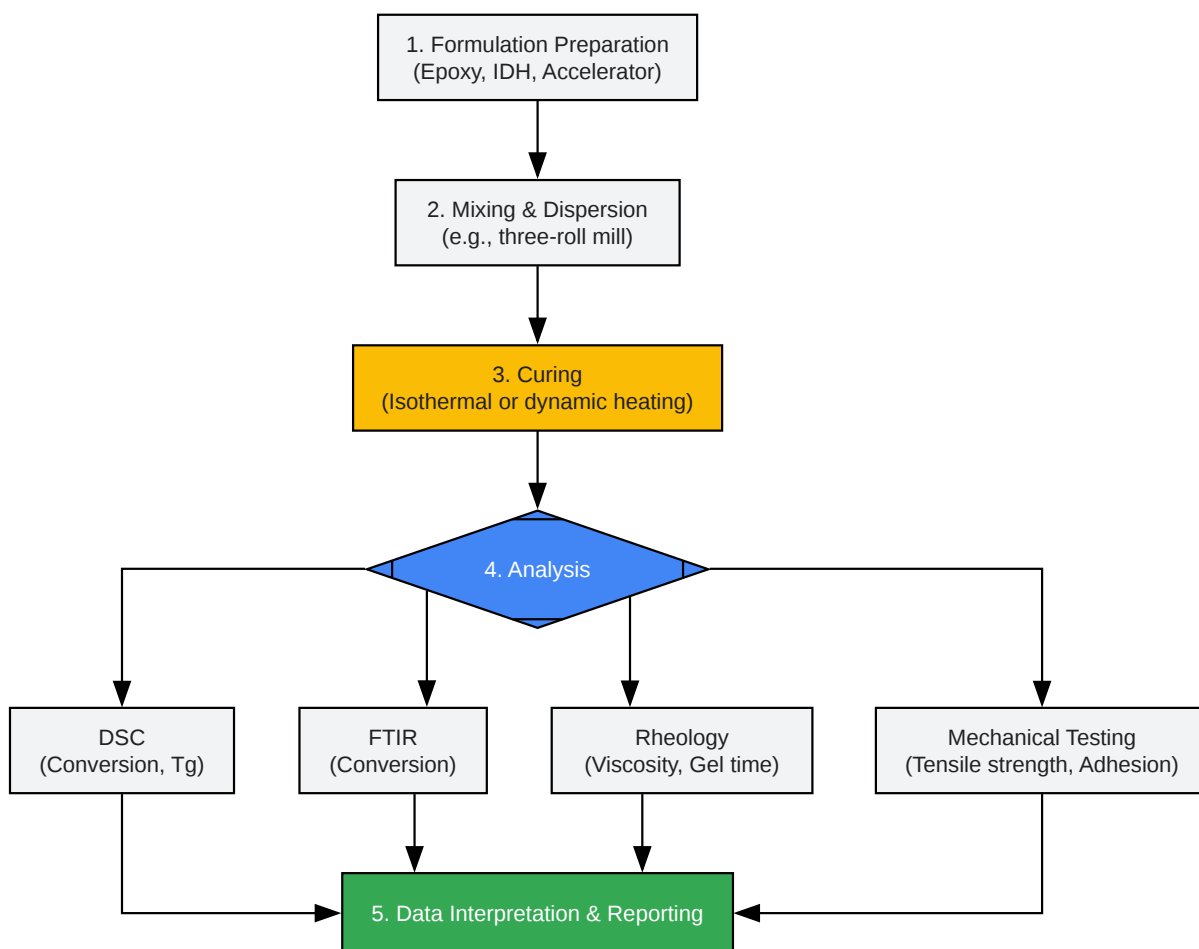 1. Formulation Preparation
(Epoxy, IDH, Accelerator)
2. Mixing & Dispersion
(e.g., three-roll mill)
3. Curing
(Isothermal or dynamic heating)
4. Analysis
DSC
(Conversion, Tg)
FTIR
(Conversion)
Rheology
(Viscosity, Gel time)
Mechanical Testing
(Tensile strength, Adhesion)
5. Data Interpretation & Reporting